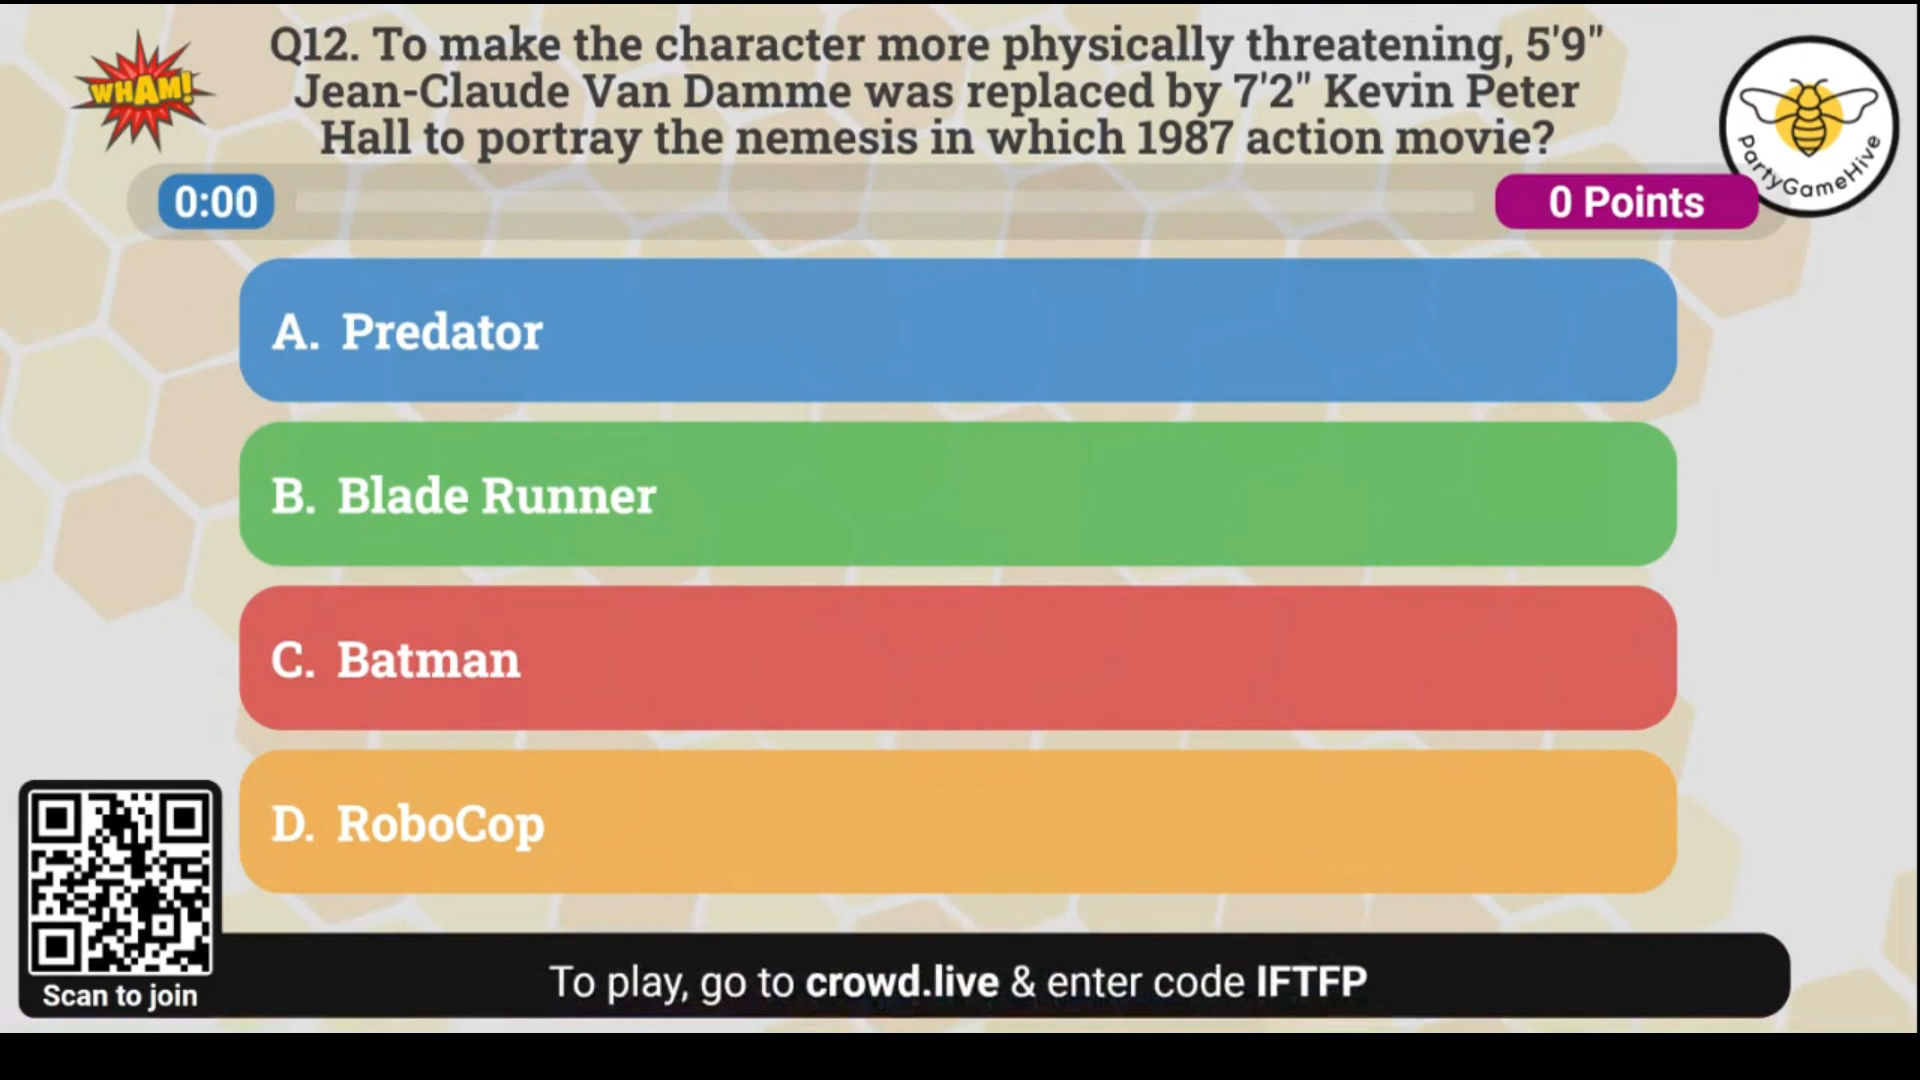 Q12. To make the character more physically threatening, 5'9"
Jean-Claude Van Damme was replaced by 7'2" Kevin Peter
Hall to portray the nemesis in which 1987 action movie?
WHAM!
PartyGameHive
0:00
0 Points
A. Predator
B. Blade Runner
C. Batman
D. RoboCop
Scan to join
To play, go to crowd.live & enter code IFTFP